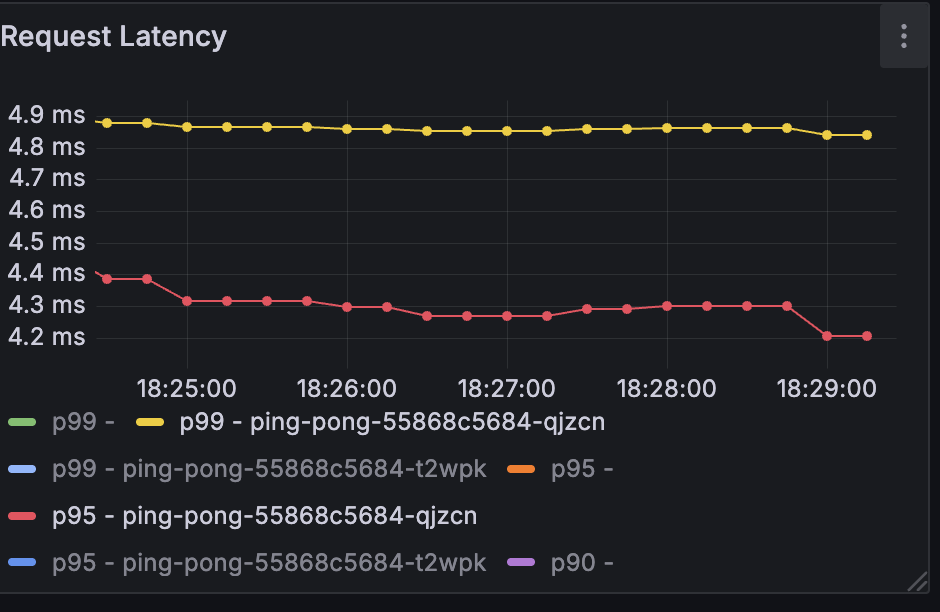 Request Latency
4.9 ms
4.8 ms
4.7 ms
4.6 ms
4.5 ms
4.4 ms
4.3 ms
4.2 ms
18:25:00 18:26:00 18:27:00 18:28:00 18:29:00
p99 - p99 - ping-pong-55868c5684-qjzcn
p99 - ping-pong-55868c5684-t2wpk p95 -
p95 - ping-pong-55868c5684-qjzcn
p95 - ping-pong-55868c5684-t2wpk p90 -